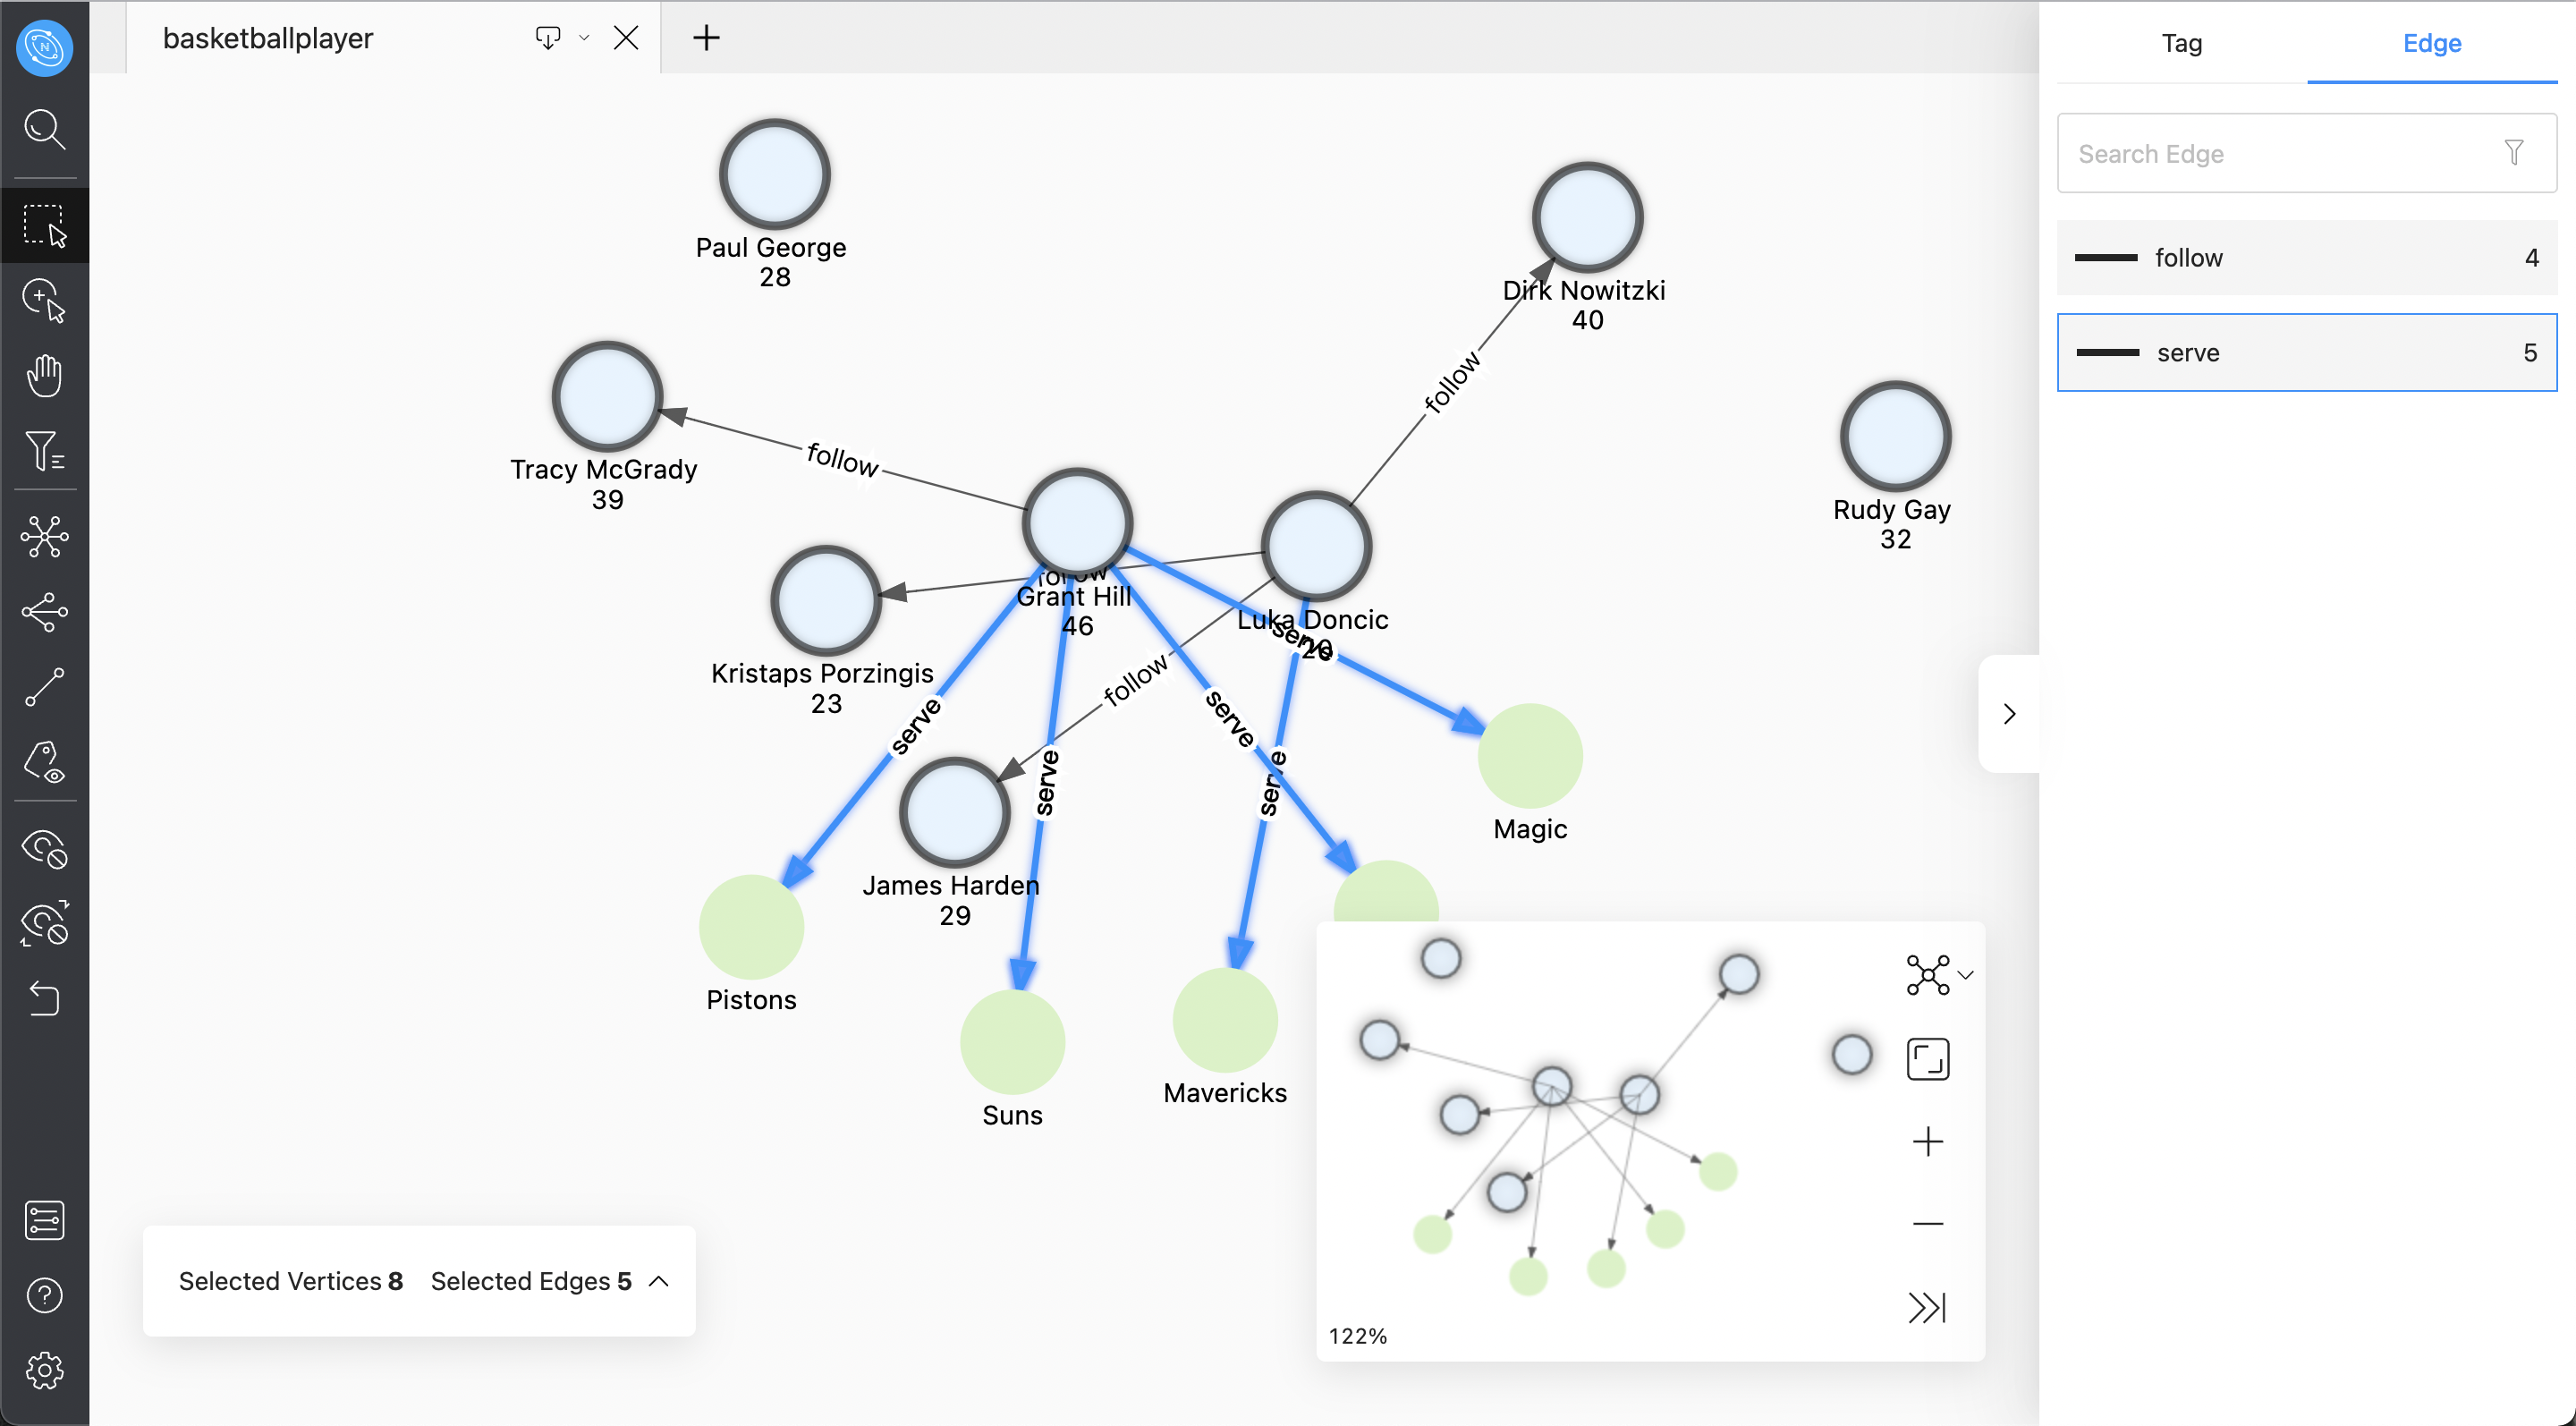 basketballplayer
Tag
Edge
Search Edge
follow 4
serve 5
Paul George
28
Dirk Nowitzki
40
follow
Tracy McGrady
39
follow
Rudy Gay
32
follow
Grant Hill
46
Luka Doncic
20
serve
Kristaps Porzingis
23
follow
serve
serve
serve
serve
Magic
James Harden
29
Pistons
Suns
Mavericks
Selected Vertices 8 Selected Edges 5
122%